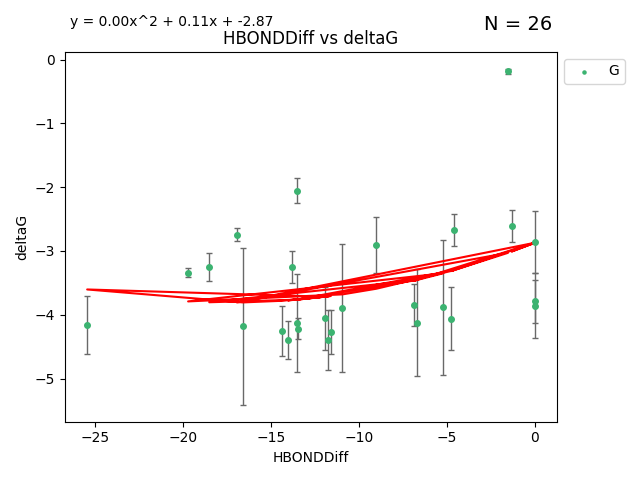 y = 0.00x^2 + 0.11x + -2.87
N = 26
HBONDDiff vs deltaG
G
deltaG
0
−1
−2
−3
−4
−5
−25
−20
−15
−10
−5
0
HBONDDiff